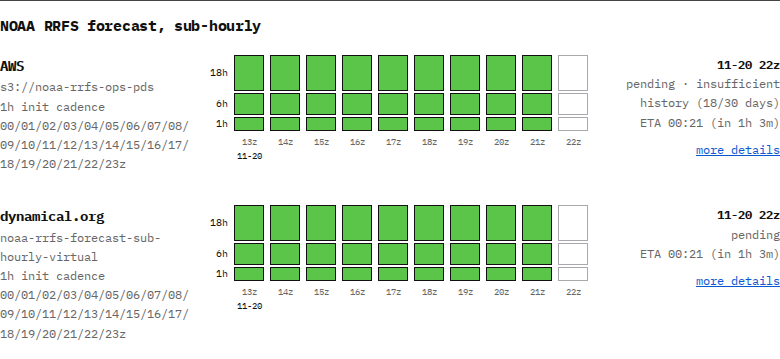 NOAA RRFS forecast, sub-hourly
AWS
s3://noaa-rrfs-ops-pds
1h init cadence
00/01/02/03/04/05/06/07/08/
09/10/11/12/13/14/15/16/17/
18/19/20/21/22/23z
18h
6h
1h
13z 14z 15z 16z 17z 18z 19z 20z 21z 22z
11-20
11-20 22z
pending · insufficient
history (18/30 days)
ETA 00:21 (in 1h 3m)
more details
dynamical.org
noaa-rrfs-forecast-sub-
hourly-virtual
1h init cadence
00/01/02/03/04/05/06/07/08/
09/10/11/12/13/14/15/16/17/
18/19/20/21/22/23z
18h
6h
1h
13z 14z 15z 16z 17z 18z 19z 20z 21z 22z
11-20
11-20 22z
pending
ETA 00:21 (in 1h 3m)
more details